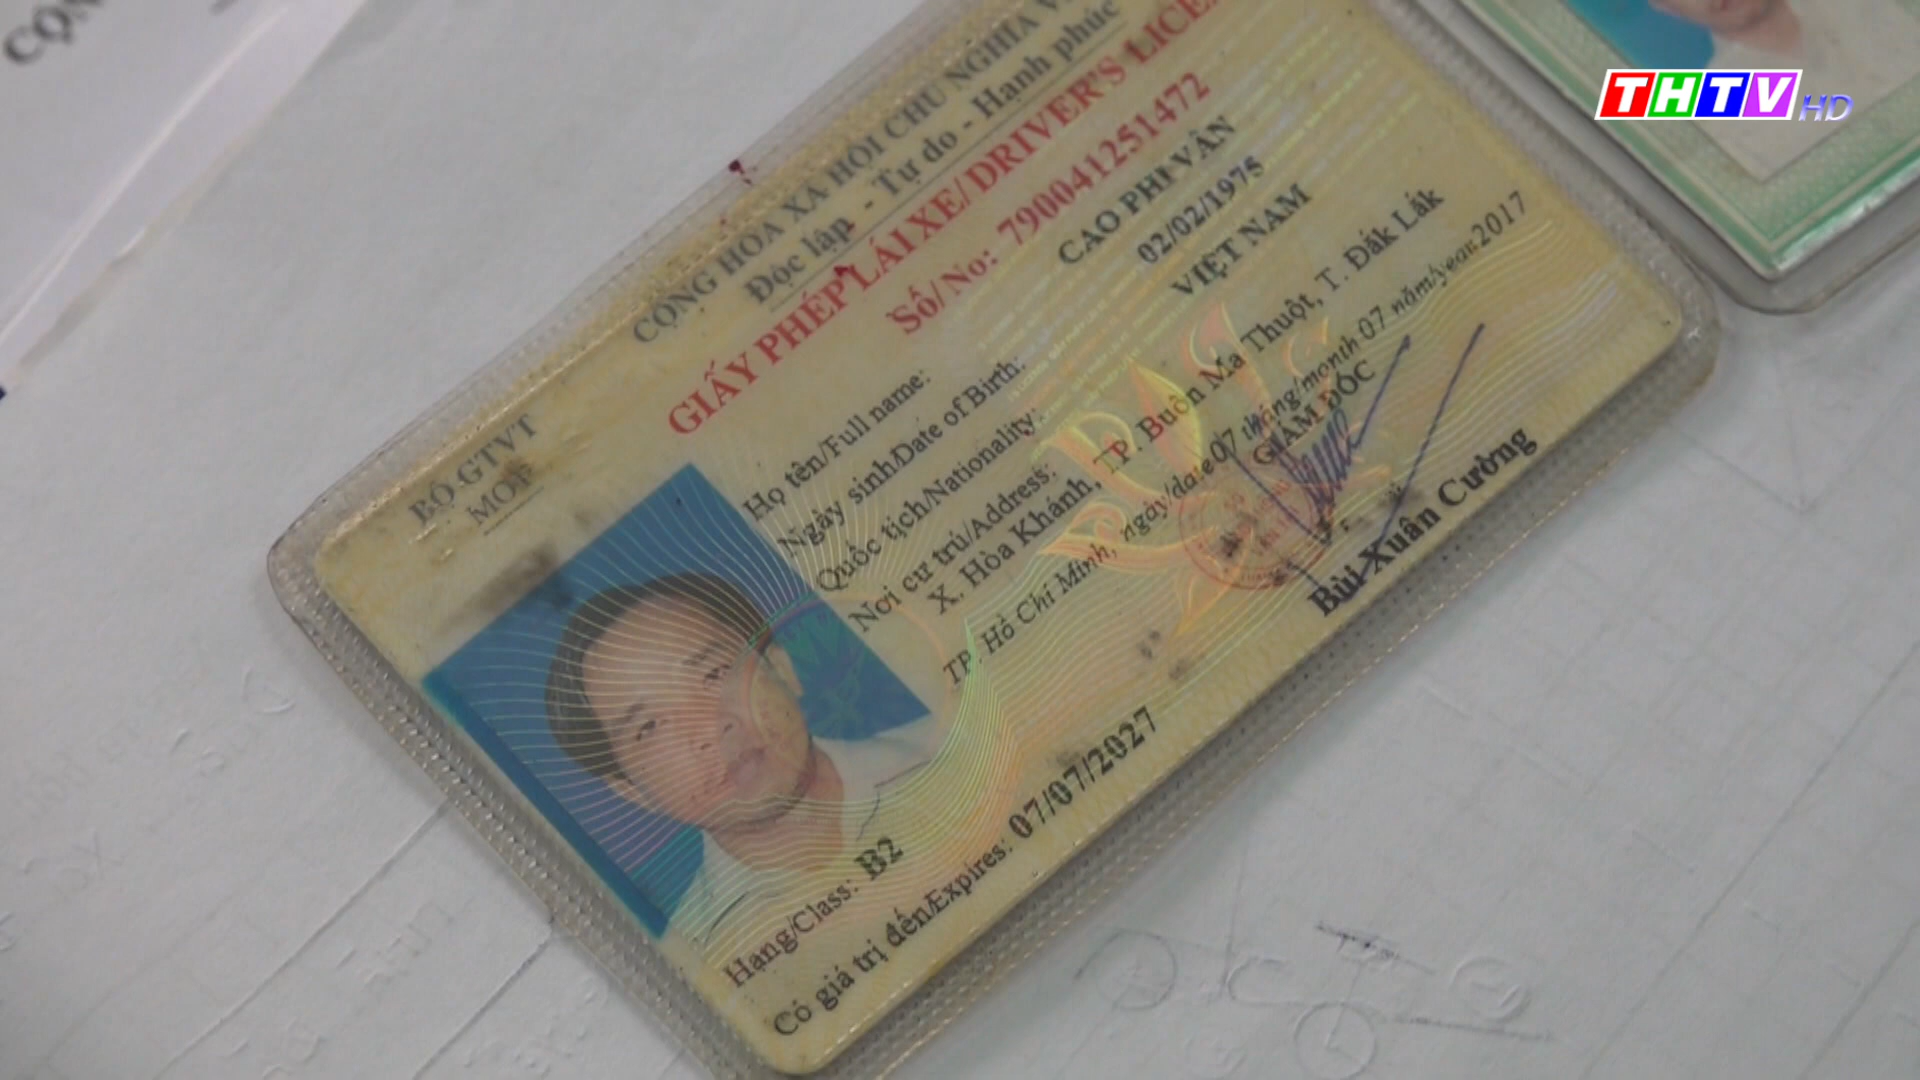 THTV HD
CỘNG HÒA XÃ HỘI CHỦ NGHĨA
Độc lập - Tự do - Hạnh phúc
BỘ GTVT
MOT
GIẤY PHÉP LÁI XE/ DRIVER'S
Số/ No: 790041251472
Họ tên/Full name: CAO PHI VÂN
Ngày sinh/Date of Birth: 02/02/1975
Quốc tịch/Nationality: VIỆT NAM
Nơi cư trú/Address:
X. Hòa Khánh, TP. Buôn Ma Thuột, T. Đắk Lắk
TP. Hồ Chí Minh, ngày/date 07 tháng/month 07 năm/year 2017
GIÁM ĐỐC
Bùi Xuân Cường
Hạng/Class: B2
Có giá trị đến/Expires: 07/07/2027